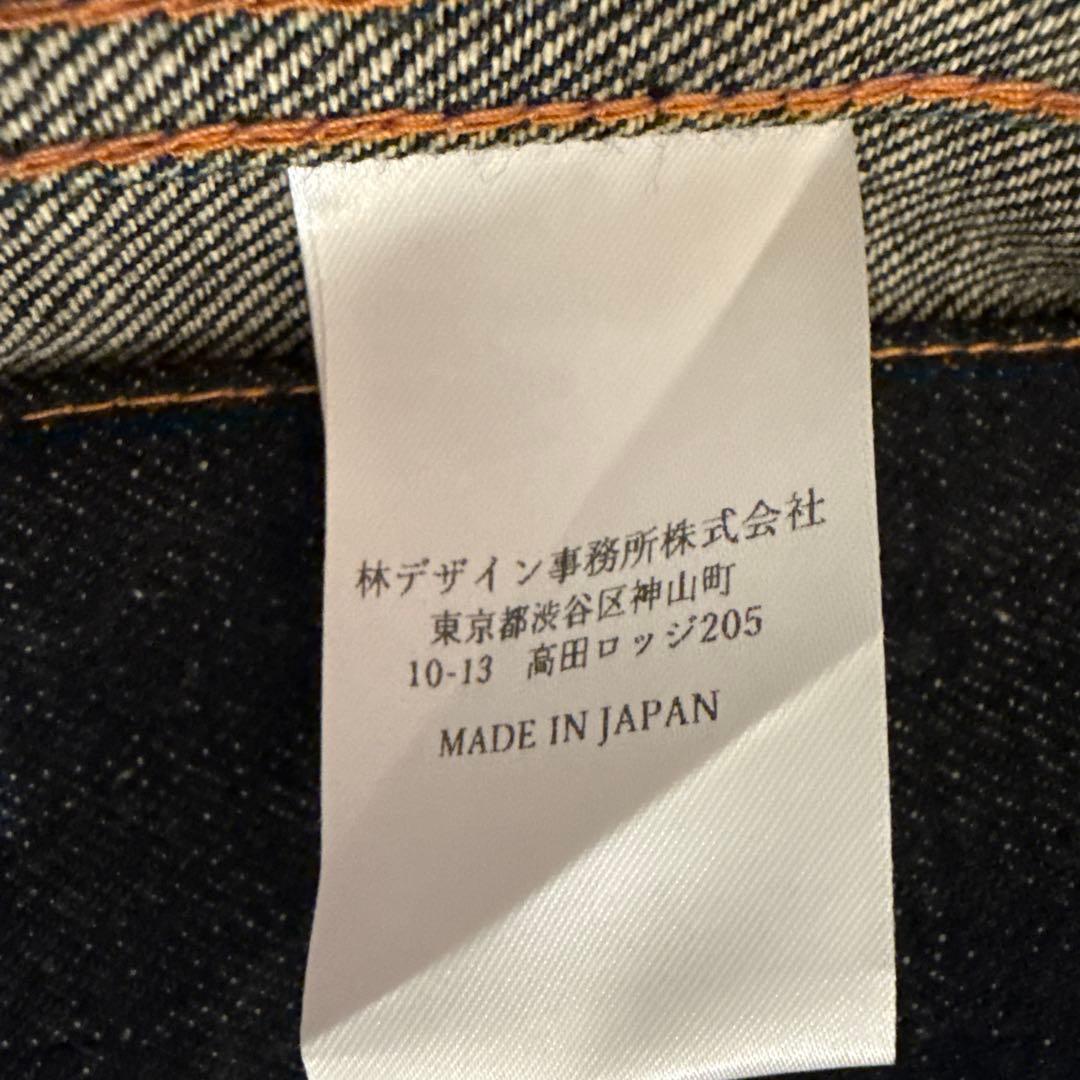 林デザイン事務所株式会社
東京都渋谷区神山町
10-13　高田ロッジ205
MADE IN JAPAN